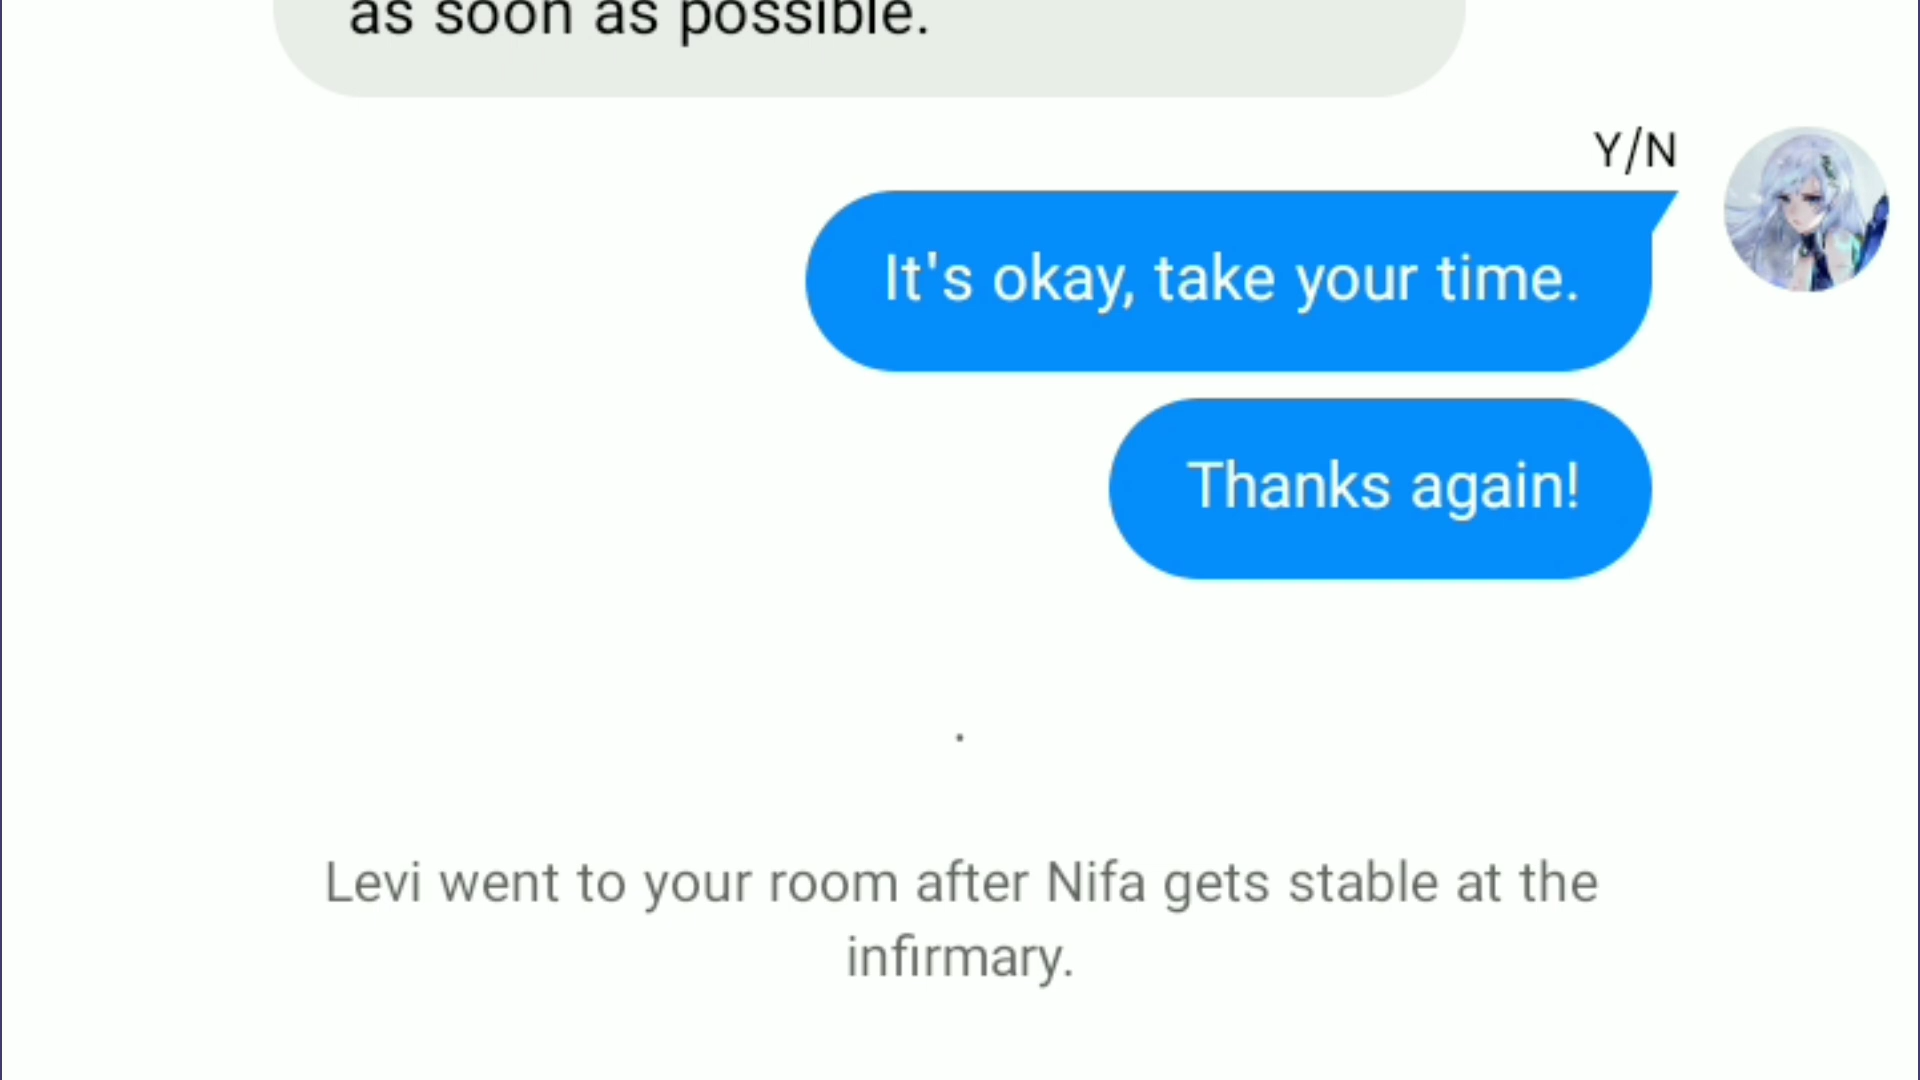 as soon as possible.
Y/N
It's okay, take your time.
Thanks again!
.
Levi went to your room after Nifa gets stable at the
infirmary.